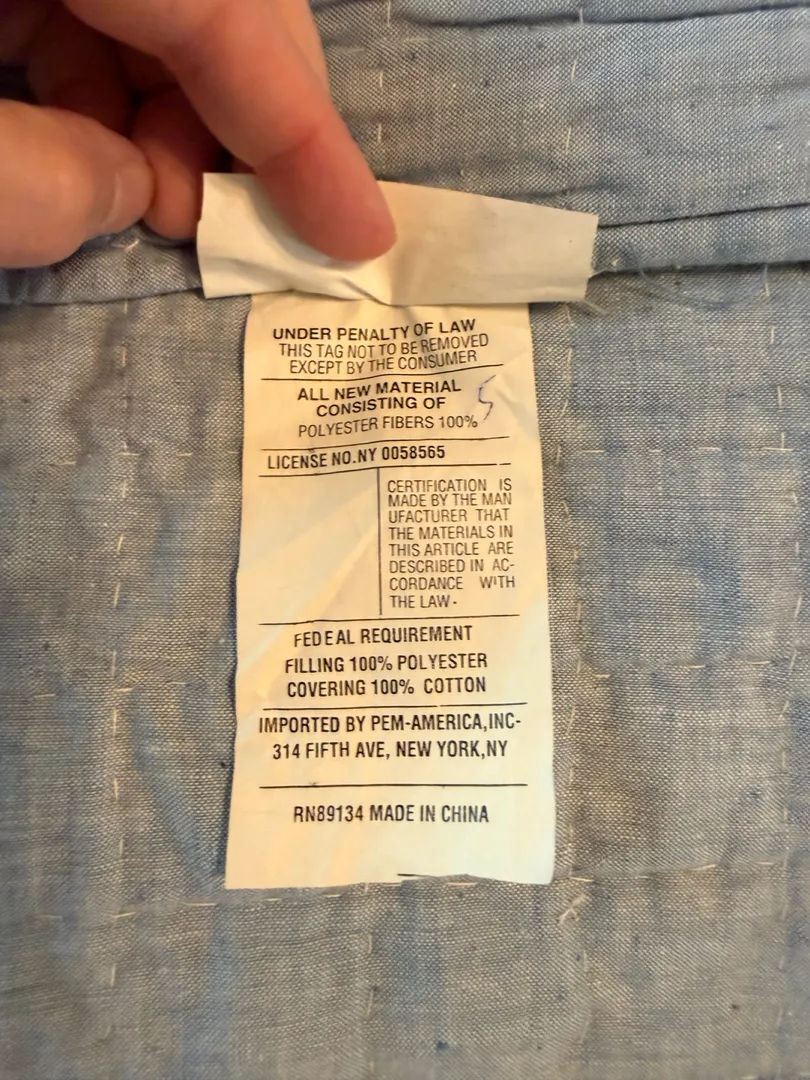 UNDER PENALTY OF LAW
THIS TAG NOT TO BE REMOVED
EXCEPT BY THE CONSUMER
ALL NEW MATERIAL
CONSISTING OF
POLYESTER FIBERS 100%
5
LICENSE NO.NY 0058565
CERTIFICATION IS
MADE BY THE MAN
UFACTURER THAT
THE MATERIALS IN
THIS ARTICLE ARE
DESCRIBED IN AC-
CORDANCE WITH
THE LAW-
FEDEAL REQUIREMENT
FILLING 100% POLYESTER
COVERING 100% COTTON
IMPORTED BY PEM-AMERICA,INC-
314 FIFTH AVE, NEW YORK,NY
RN89134 MADE IN CHINA